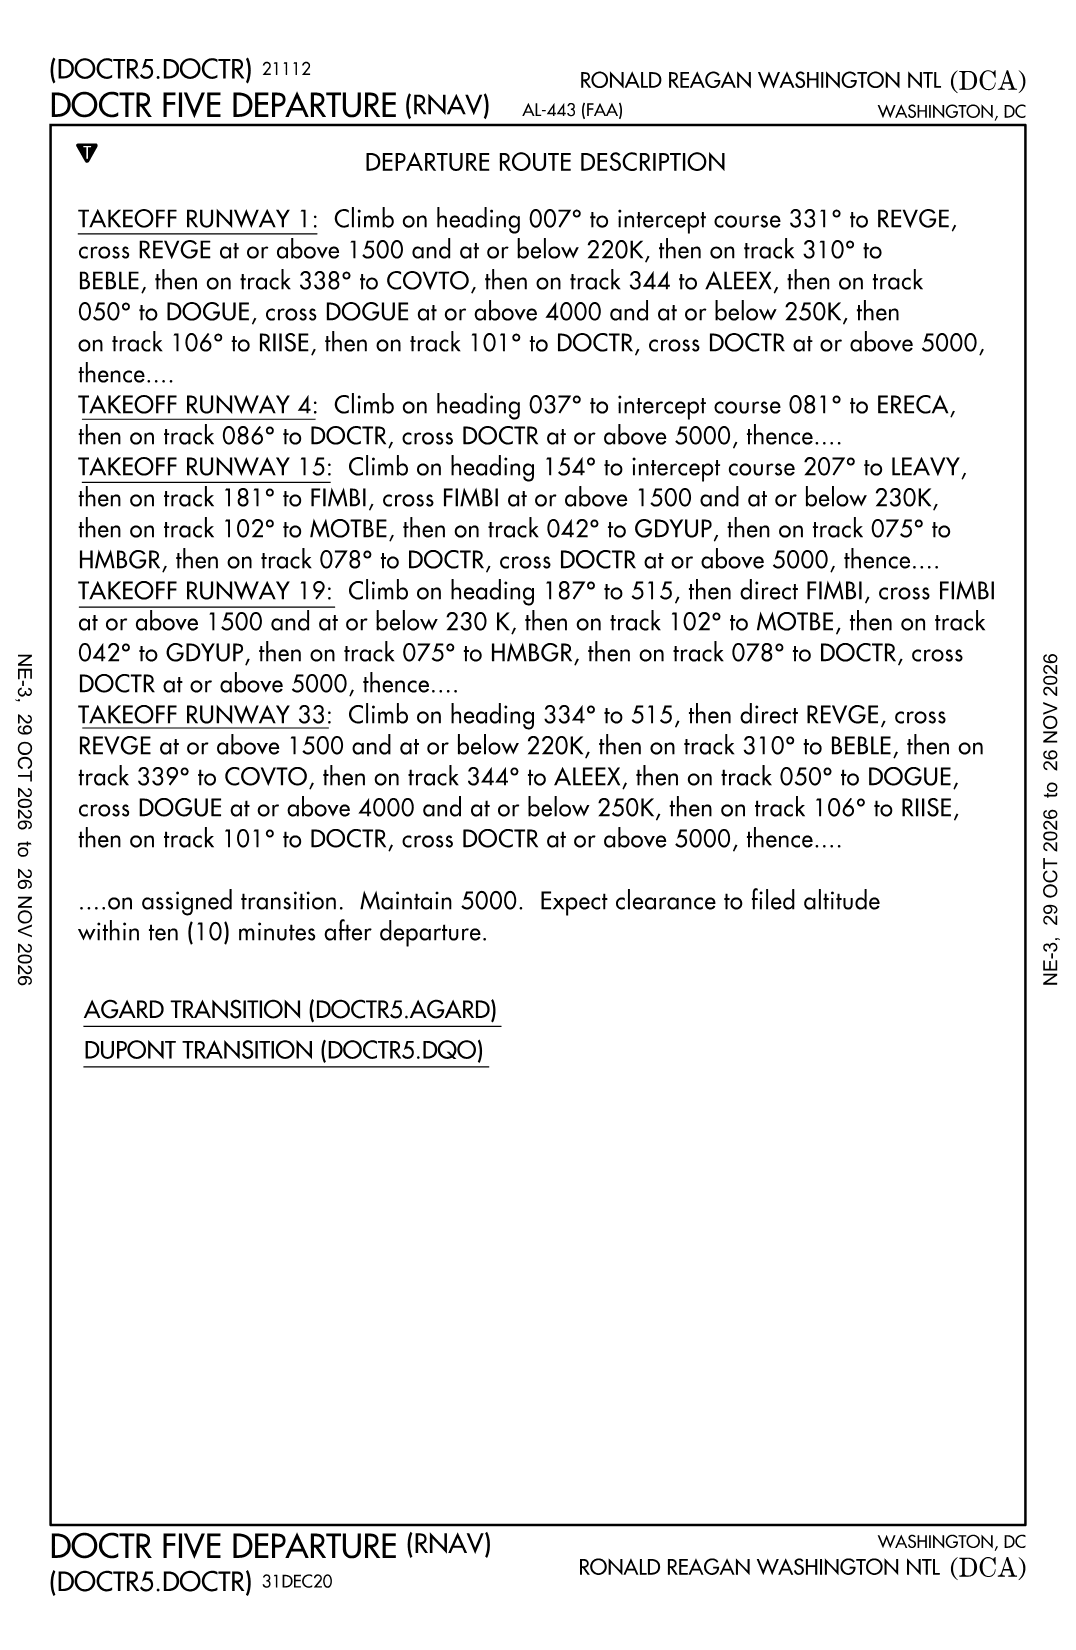 (DOCTR5.DOCTR) 21112
DOCTR FIVE DEPARTURE (RNAV)
AL-443 (FAA)
RONALD REAGAN WASHINGTON NTL (DCA)
WASHINGTON, DC
T
DEPARTURE ROUTE DESCRIPTION
TAKEOFF RUNWAY 1: Climb on heading 007° to intercept course 331° to REVGE,
cross REVGE at or above 1500 and at or below 220K, then on track 310° to
BEBLE, then on track 338° to COVTO, then on track 344 to ALEEX, then on track
050° to DOGUE, cross DOGUE at or above 4000 and at or below 250K, then
on track 106° to RIISE, then on track 101° to DOCTR, cross DOCTR at or above 5000,
thence....
TAKEOFF RUNWAY 4: Climb on heading 037° to intercept course 081° to ERECA,
then on track 086° to DOCTR, cross DOCTR at or above 5000, thence....
TAKEOFF RUNWAY 15: Climb on heading 154° to intercept course 207° to LEAVY,
then on track 181° to FIMBI, cross FIMBI at or above 1500 and at or below 230K,
then on track 102° to MOTBE, then on track 042° to GDYUP, then on track 075° to
HMBGR, then on track 078° to DOCTR, cross DOCTR at or above 5000, thence....
TAKEOFF RUNWAY 19: Climb on heading 187° to 515, then direct FIMBI, cross FIMBI
at or above 1500 and at or below 230 K, then on track 102° to MOTBE, then on track
042° to GDYUP, then on track 075° to HMBGR, then on track 078° to DOCTR, cross
DOCTR at or above 5000, thence....
TAKEOFF RUNWAY 33: Climb on heading 334° to 515, then direct REVGE, cross
REVGE at or above 1500 and at or below 220K, then on track 310° to BEBLE, then on
track 339° to COVTO, then on track 344° to ALEEX, then on track 050° to DOGUE,
cross DOGUE at or above 4000 and at or below 250K, then on track 106° to RIISE,
then on track 101° to DOCTR, cross DOCTR at or above 5000, thence....
....on assigned transition. Maintain 5000. Expect clearance to filed altitude
within ten (10) minutes after departure.
AGARD TRANSITION (DOCTR5.AGARD)
DUPONT TRANSITION (DOCTR5.DQO)
NE-3, 29 OCT 2026 to 26 NOV 2026
NE-3, 29 OCT 2026 to 26 NOV 2026
DOCTR FIVE DEPARTURE (RNAV)
(DOCTR5.DOCTR) 31DEC20
WASHINGTON, DC
RONALD REAGAN WASHINGTON NTL (DCA)